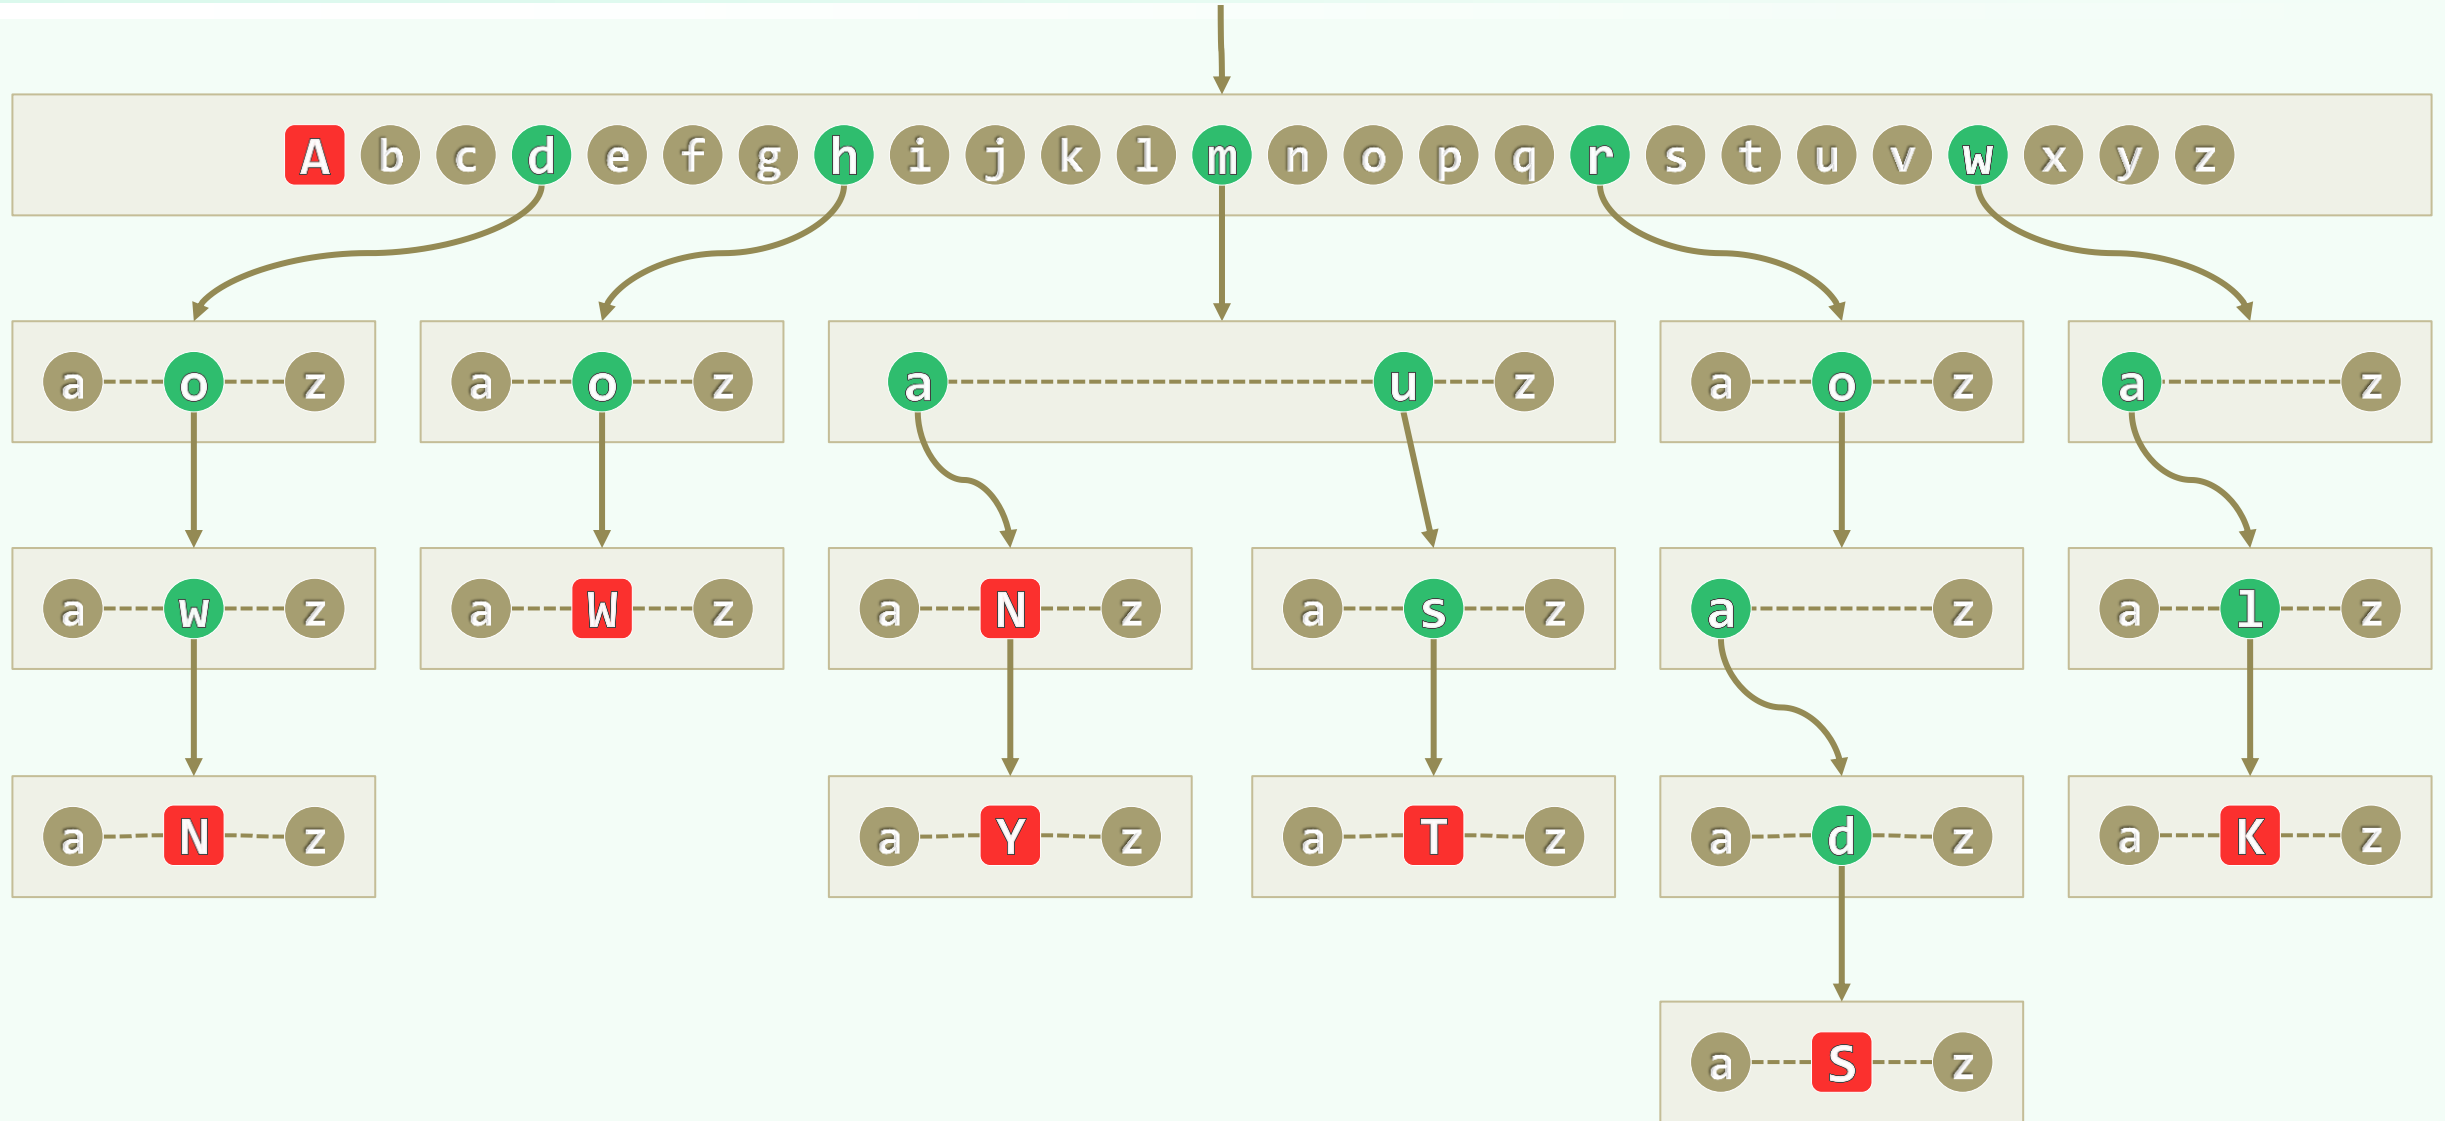 A b c d e f g h i j k l m n o p q r s t u v w x y z
a o z a o z a u z a o z a z
a w z a W z a N z a s z a z a l z
a N z a Y z a T z a d z a K z
a S z